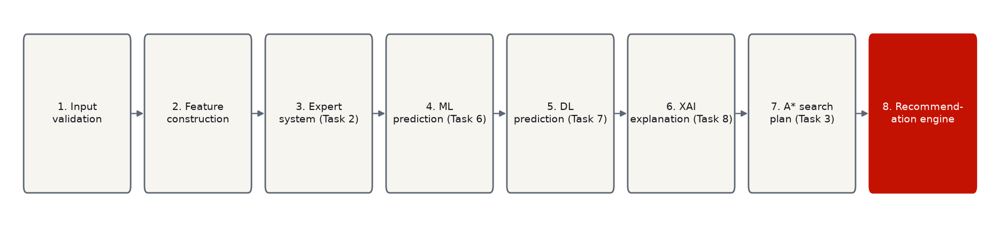 1. Input
validation
2. Feature
construction
3. Expert
system (Task 2)
4. ML
prediction (Task 6)
5. DL
prediction (Task 7)
6. XAI
explanation (Task 8)
7. A* search
plan (Task 3)
8. Recommend-
ation engine